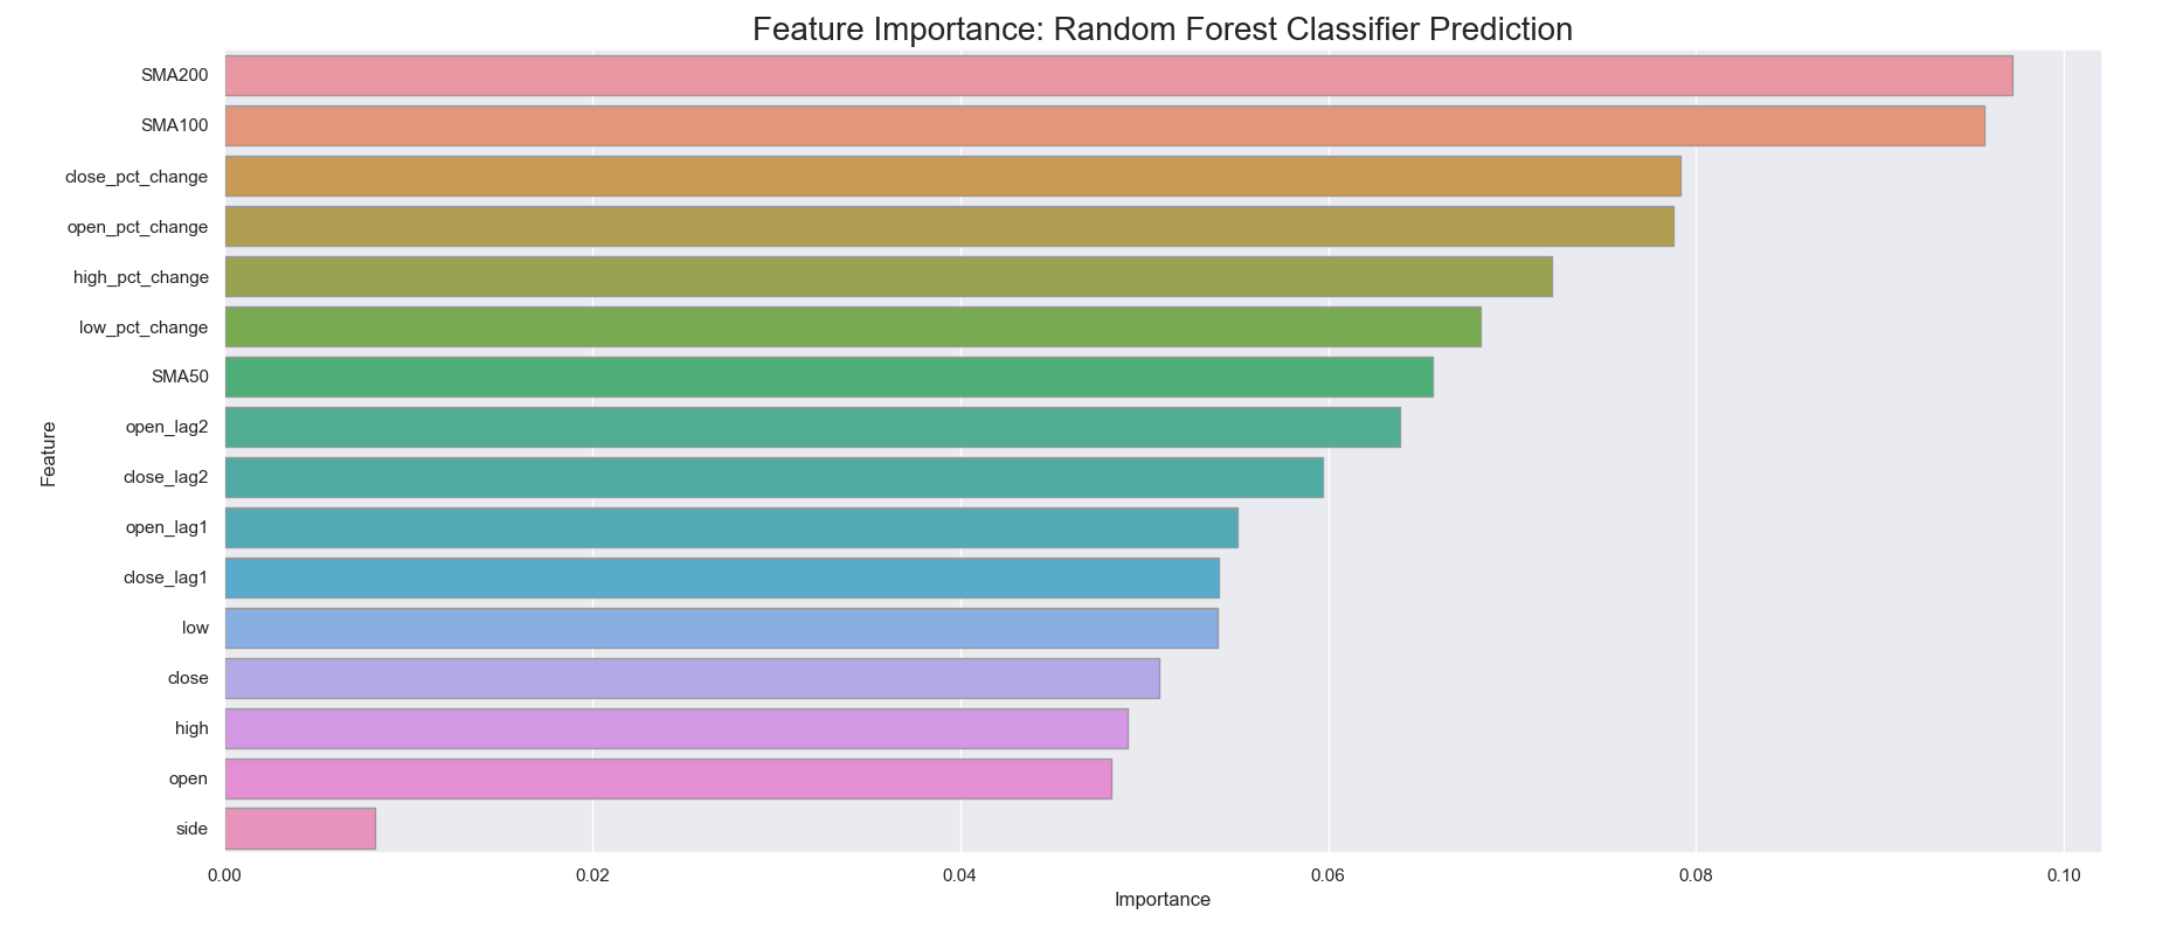 Feature Importance: Random Forest Classifier Prediction
SMA200
SMA100
close_pct_change
open_pct_change
high_pct_change
low_pct_change
SMA50
open_lag2
close_lag2
open_lag1
close_lag1
low
close
high
open
side
Feature
0.00 0.02 0.04 0.06 0.08 0.10
Importance